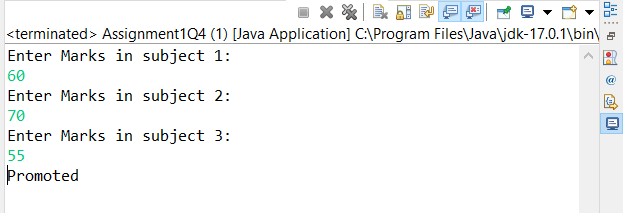 <terminated> Assignment1Q4 (1) [Java Application] C:\Program Files\Java\jdk-17.0.1\bin\
Enter Marks in subject 1:
60
Enter Marks in subject 2:
70
Enter Marks in subject 3:
55
Promoted